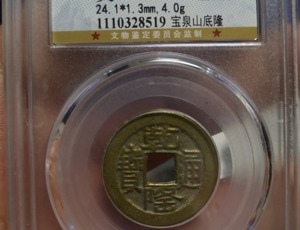 24.1*1.3mm,4.0g
1110328519 宝泉山底隆
★ 文物鉴定委员会监制 ★
乾隆通寶